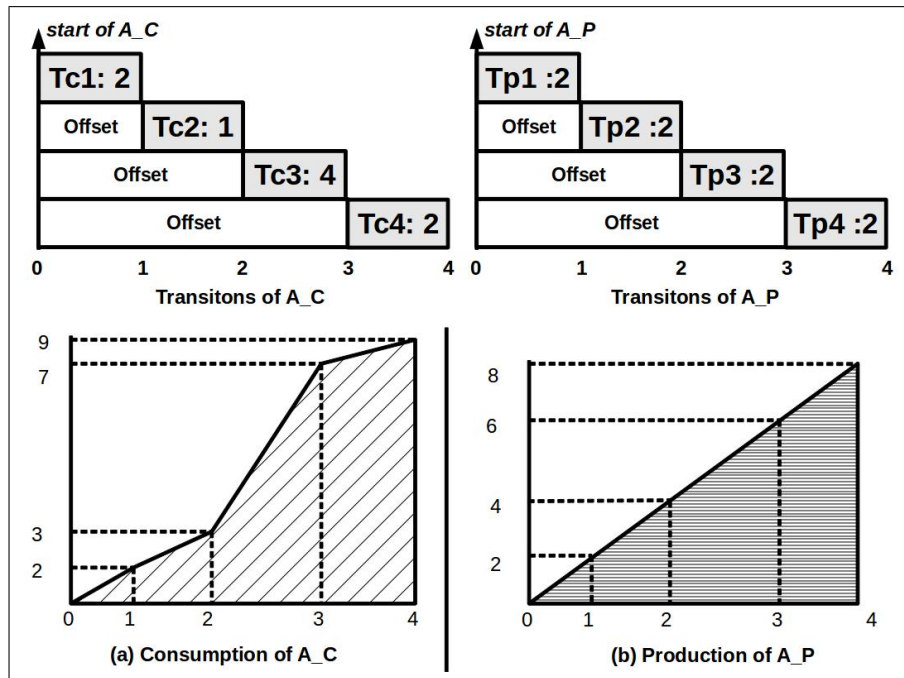 start of A_C
Tc1: 2
Offset
Tc2: 1
Offset
Tc3: 4
Offset
Tc4: 2
0 1 2 3 4
Transitons of A_C
start of A_P
Tp1 :2
Offset
Tp2 :2
Offset
Tp3 :2
Offset
Tp4 :2
0 1 2 3 4
Transitons of A_P
9
7
3
2
0 1 2 3 4
(a) Consumption of A_C
8
6
4
2
0 1 2 3 4
(b) Production of A_P